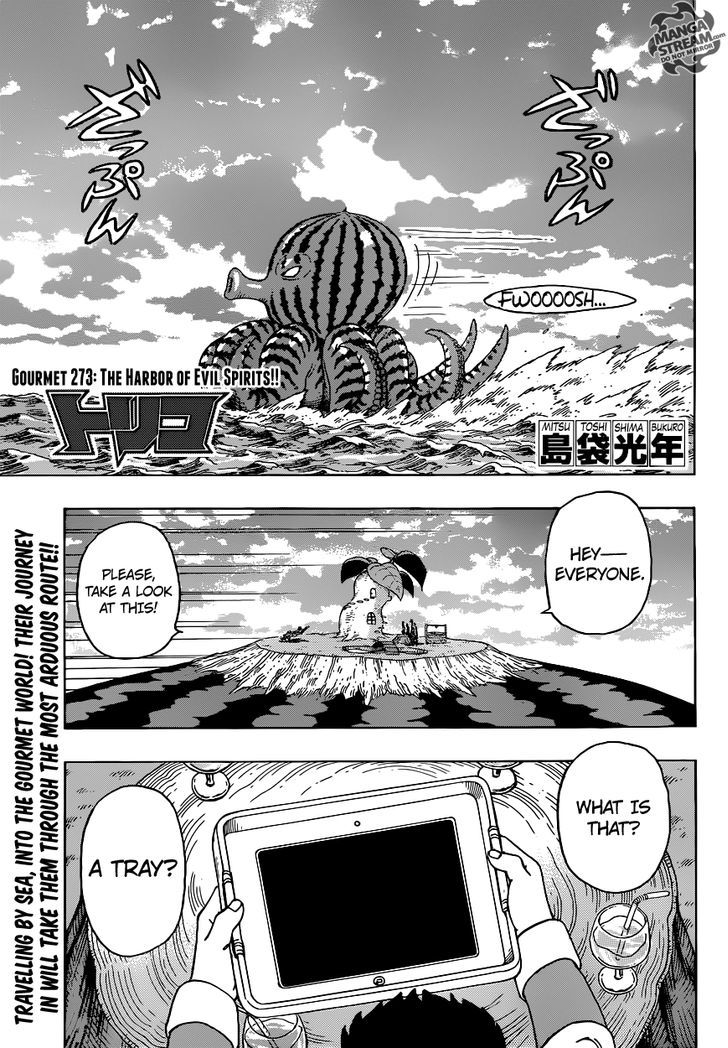 MANGA
STREAM.com
DO NOT MIRROR
ざっぷん
ざっぷん
FWOOOOSH...
GOURMET 273: THE HARBOR OF EVIL SPIRITS!!
トリコ
MITSU TOSHI SHIMA BUKURO
島袋光年
HEY—
EVERYONE.
PLEASE,
TAKE A LOOK
AT THIS!
TRAVELLING BY SEA, INTO THE GOURMET WORLD! THEIR JOURNEY
IN WILL TAKE THEM THROUGH THE MOST ARDUOUS ROUTE!!
WHAT IS
THAT?
A TRAY?